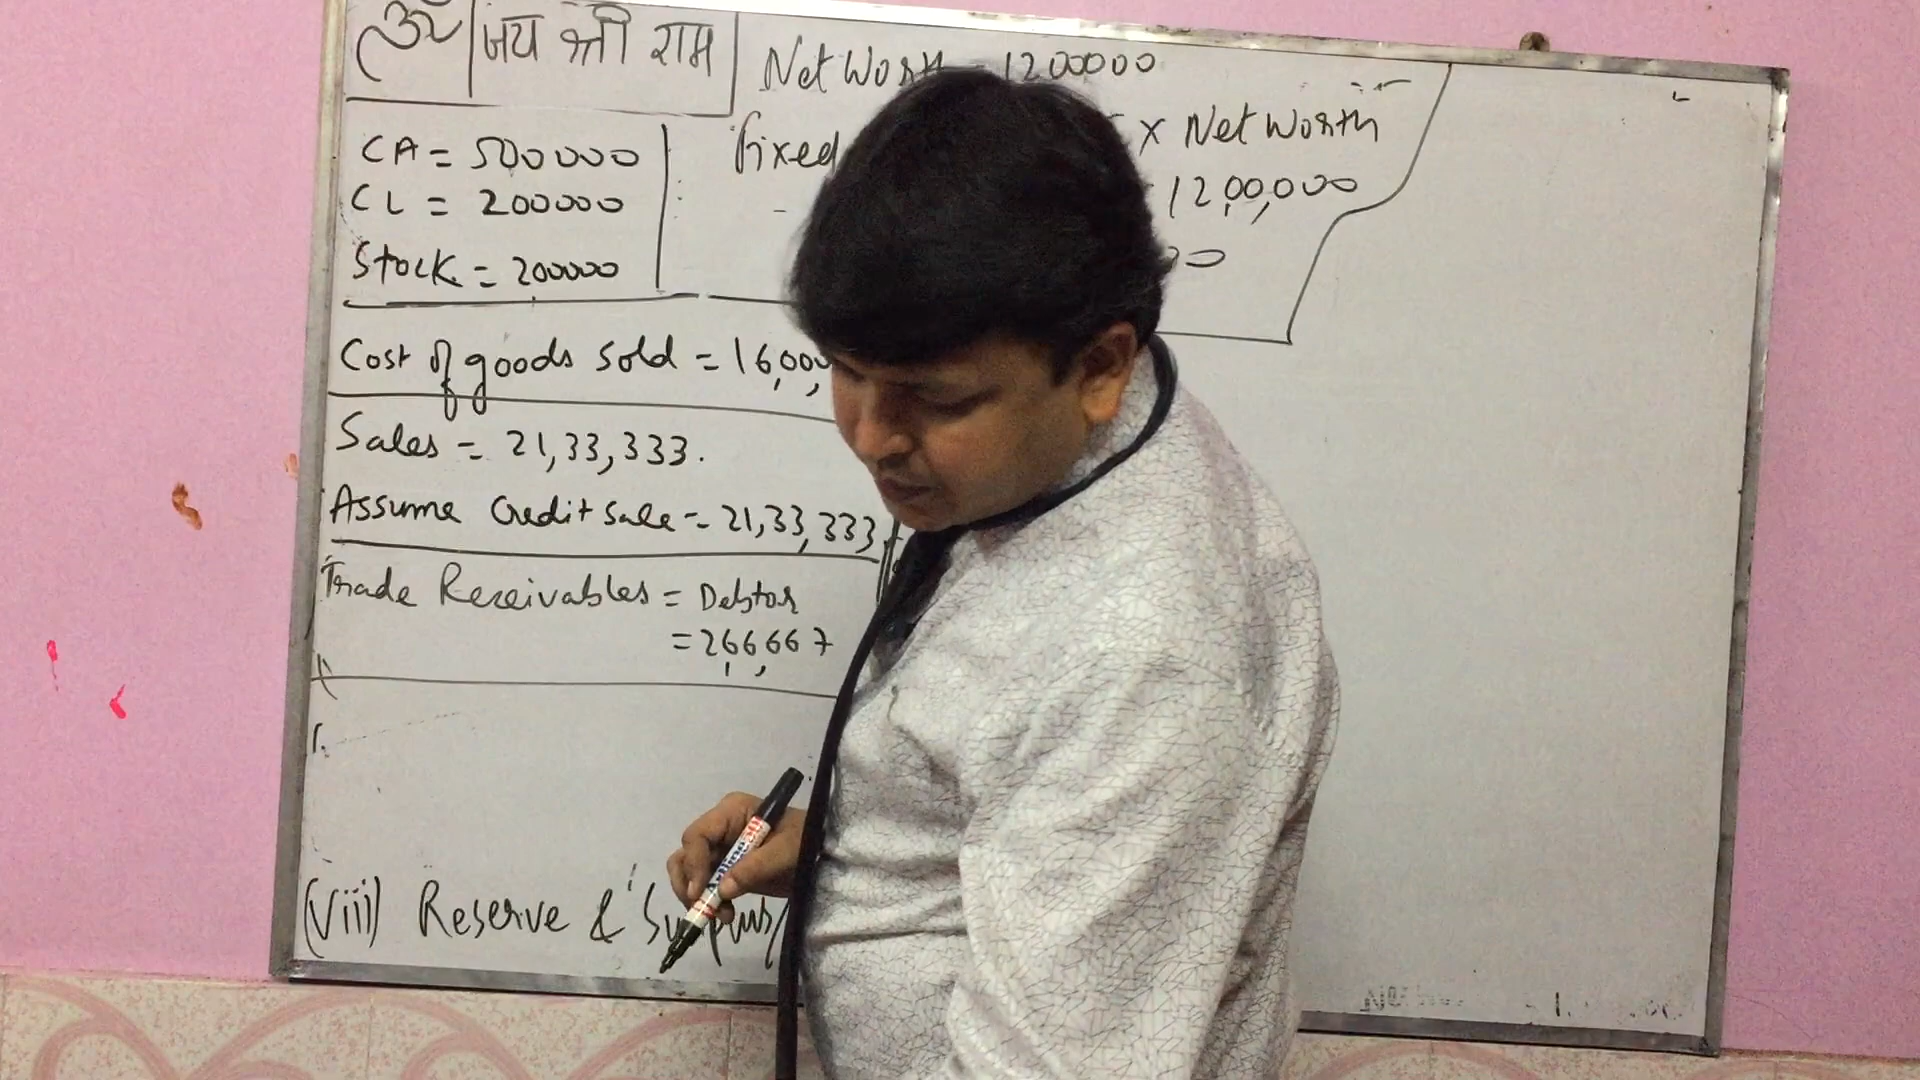 ॐ जय श्री राम
Net Worth = 1200000
CA = 500000
CL = 200000
Stock = 200000
Fixed
x Net Worth
12,00,000
Cost of goods sold = 16,00,
Sales = 21,33,333.
Assume Credit sale = 21,33,333
Trade Receivables = Debtor
= 2,66,667
(viii) Reserve & Surplus
Artline